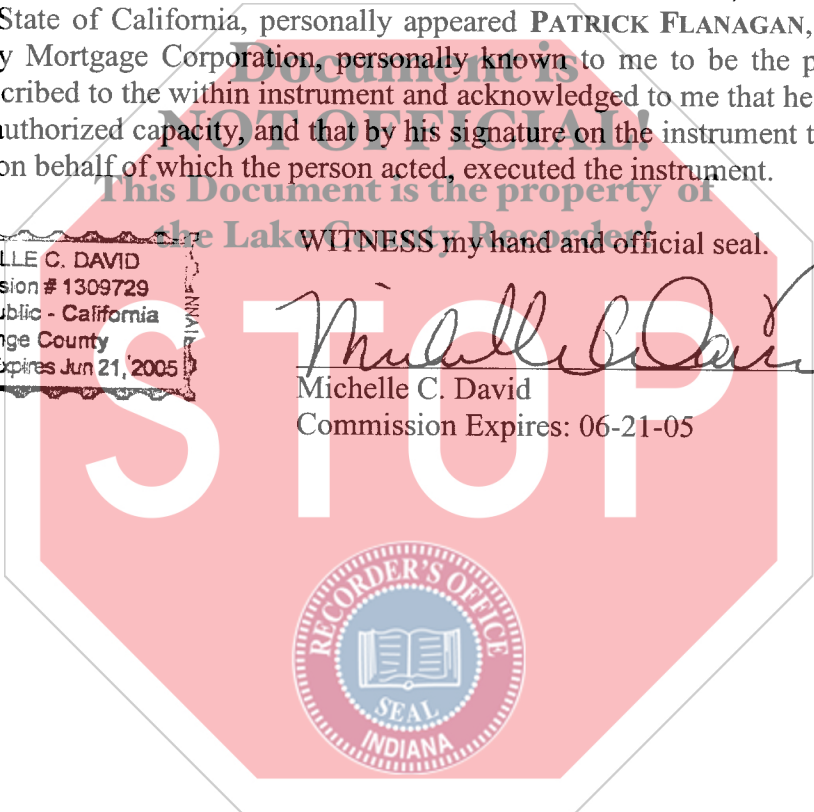 State of California, personally appeared PATRICK FLANAGAN,
y Mortgage Corporation, personally known to me to be the p
cribed to the within instrument and acknowledged to me that he
uthorized capacity, and that by his signature on the instrument t
on behalf of which the person acted, executed the instrument.
Document is
NOT OFFICIAL!
This Document is the property of
the Lake County Recorder!
WITNESS my hand and official seal.
LLE C. DAVID
sion # 1309729
ublic - California
nge County
xpires Jun 21, 2005
Michelle C. David
Michelle C. David
Commission Expires: 06-21-05
STOP
RECORDER'S OFFICE
SEAL
INDIANA